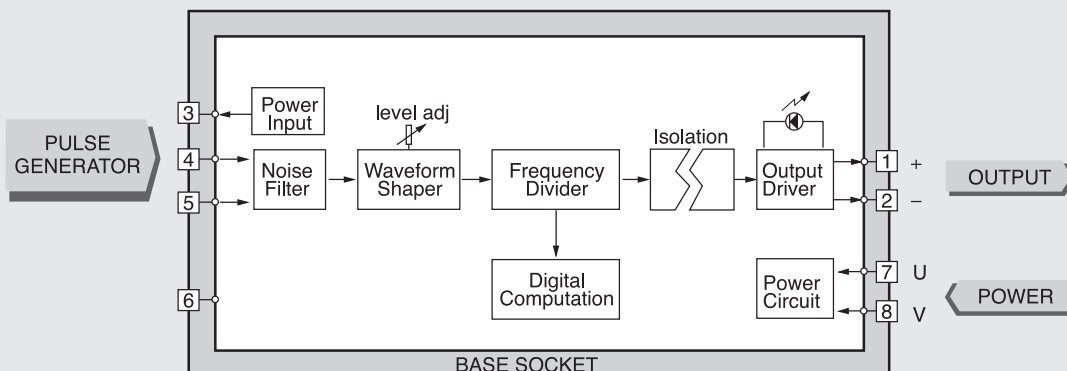 PULSE
GENERATOR
3
4
5
6
Power
Input
Noise
Filter
level adj
Waveform
Shaper
Frequency
Divider
Digital
Computation
Isolation
Output
Driver
Power
Circuit
1 +
2 −
7 U
8 V
OUTPUT
POWER
BASE SOCKET